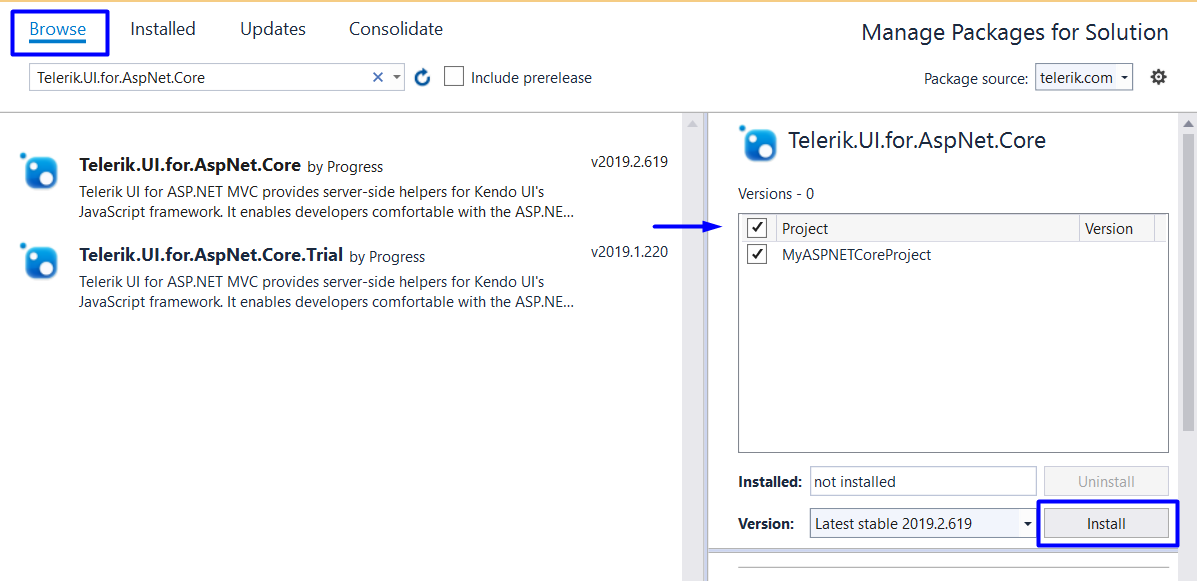 Browse Installed Updates Consolidate
Manage Packages for Solution
Telerik.UI.for.AspNet.Core
Include prerelease
Package source: telerik.com
Telerik.UI.for.AspNet.Core by Progress v2019.2.619
Telerik UI for ASP.NET MVC provides server-side helpers for Kendo UI's
JavaScript framework. It enables developers comfortable with the ASP.NE...
Telerik.UI.for.AspNet.Core.Trial by Progress v2019.1.220
Telerik UI for ASP.NET MVC provides server-side helpers for Kendo UI's
JavaScript framework. It enables developers comfortable with the ASP.NE...
Telerik.UI.for.AspNet.Core
Versions - 0
Project Version
MyASPNETCoreProject
Installed: not installed Uninstall
Version: Latest stable 2019.2.619 Install